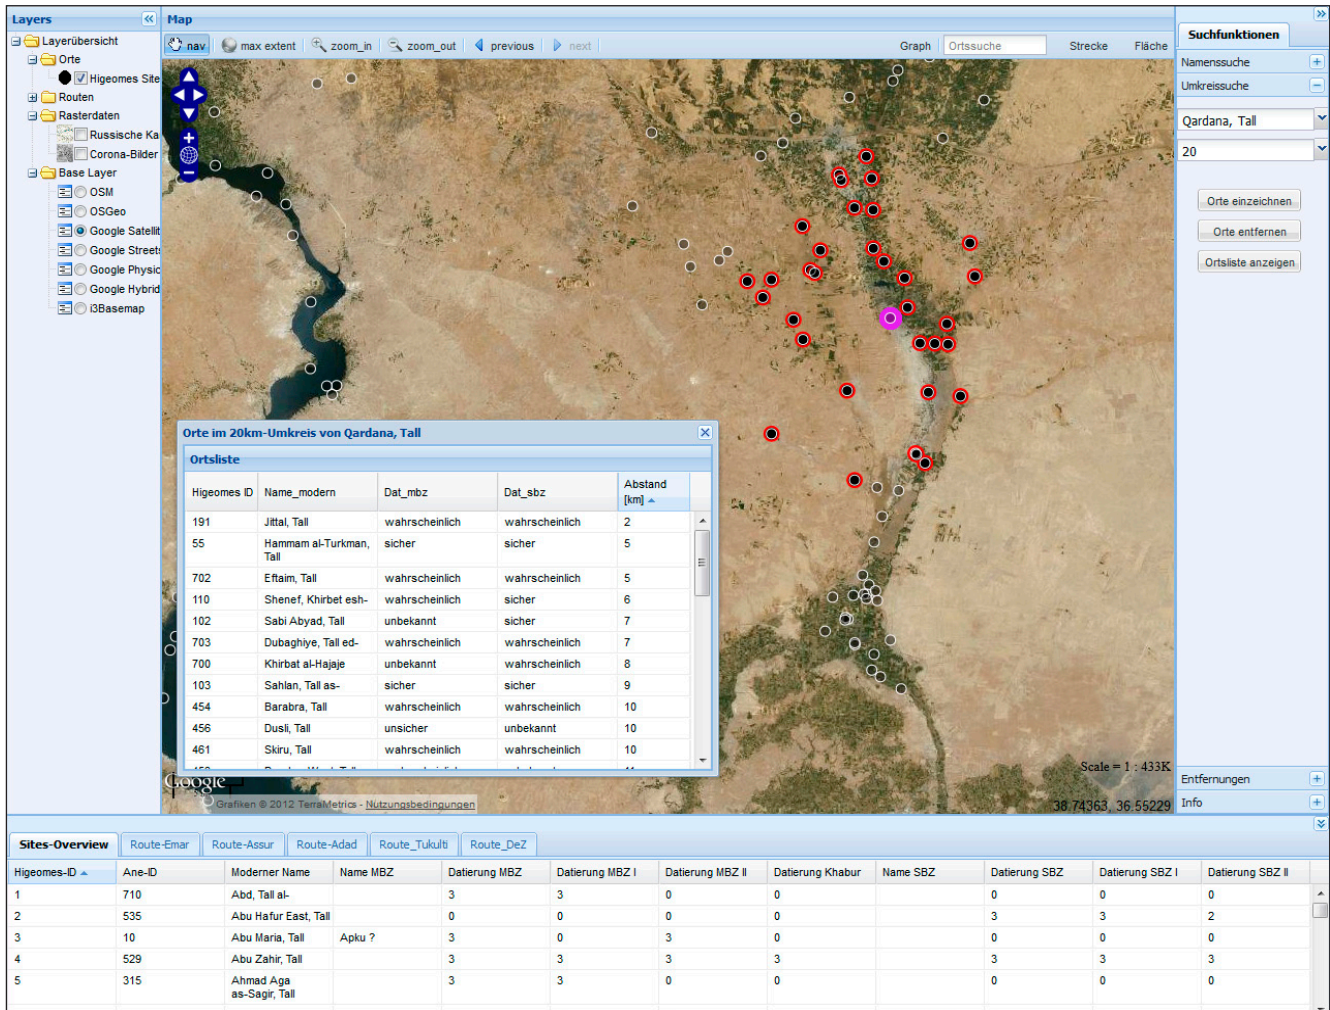 Layers
Layerübersicht
Orte
Higeomes Site
Routen
Rasterdaten
Russische Ka
Corona-Bilder
Base Layer
OSM
OSGeo
Google Satellit
Google Street
Google Physic
Google Hybrid
i3Basemap
Map
nav max extent zoom_in zoom_out previous next Graph Ortssuche Strecke Fläche
Suchfunktionen
Namenssuche
Umkreissuche
Qardana, Tall
20
Orte einzeichnen
Orte entfernen
Ortsliste anzeigen
Entfernungen
Info
Orte im 20km-Umkreis von Qardana, Tall
Ortsliste
Higeomes ID Name_modern Dat_mbz Dat_sbz Abstand [km]
191 Jittal, Tall wahrscheinlich wahrscheinlich 2
55 Hammam al-Turkman, Tall sicher sicher 5
702 Eftaim, Tall wahrscheinlich wahrscheinlich 5
110 Shenef, Khirbet esh- wahrscheinlich sicher 6
102 Sabi Abyad, Tall unbekannt sicher 7
703 Dubaghiye, Tall ed- wahrscheinlich wahrscheinlich 7
700 Khirbat al-Hajaje unbekannt wahrscheinlich 8
103 Sahlan, Tall as- sicher sicher 9
454 Barabra, Tall wahrscheinlich wahrscheinlich 10
456 Dusli, Tall unsicher unbekannt 10
461 Skiru, Tall wahrscheinlich wahrscheinlich 10
Google
Grafiken © 2012 TerraMetrics - Nutzungsbedingungen
Scale = 1 : 433K
38.74363, 36.55229
Sites-Overview Route-Emar Route-Assur Route-Adad Route_Tukulti Route_DeZ
Higeomes-ID Ane-ID Moderner Name Name MBZ Datierung MBZ Datierung MBZ I Datierung MBZ II Datierung Khabur Name SBZ Datierung SBZ Datierung SBZ I Datierung SBZ II
1 710 Abd, Tall al- 3 3 0 0 0 0 0
2 535 Abu Hafur East, Tall 0 0 0 0 3 3 2
3 10 Abu Maria, Tall Apku ? 3 0 3 0 0 0 0
4 529 Abu Zahir, Tall 3 3 3 3 3 3 3
5 315 Ahmad Aga as-Sagir, Tall 3 3 0 0 0 0 0